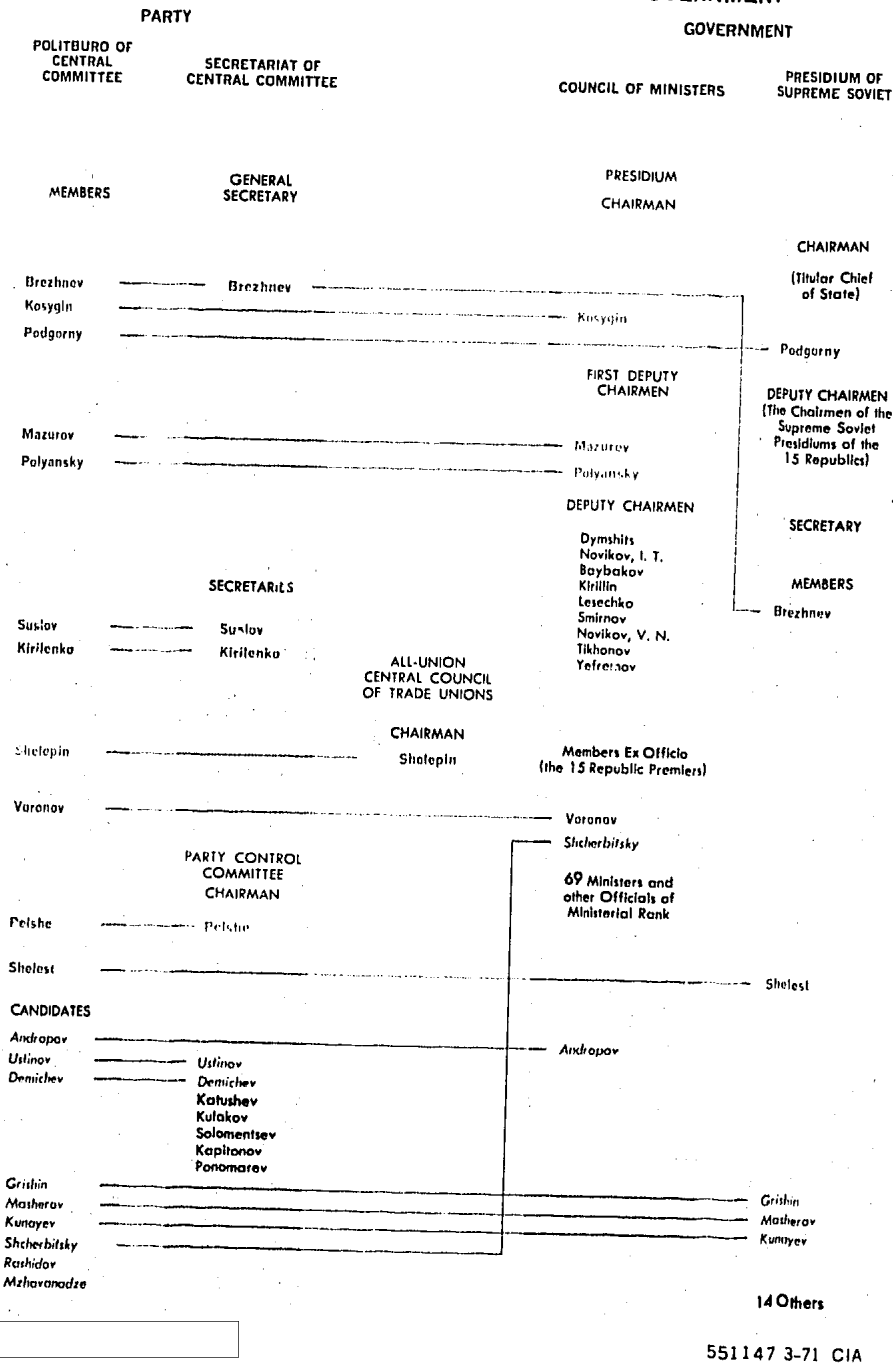 PARTY
GOVERNMENT
POLITBURO OF
CENTRAL
COMMITTEE
SECRETARIAT OF
CENTRAL COMMITTEE
COUNCIL OF MINISTERS
PRESIDIUM OF
SUPREME SOVIET
MEMBERS
GENERAL
SECRETARY
PRESIDIUM
CHAIRMAN
CHAIRMAN
(Titular Chief
of State)
Brezhnev Brezhnev
Kosygin Kosygin
Podgorny Podgorny
FIRST DEPUTY
CHAIRMEN
DEPUTY CHAIRMEN
(The Chairmen of the
Supreme Soviet
Presidiums of the
15 Republics)
Mazurov Mazurov
Polyansky Polyansky
DEPUTY CHAIRMEN
Dymshits
Novikov, I. T.
Baybakov
Kirillin
Lesechko
Smirnov
Novikov, V. N.
Tikhonov
Yefremov
SECRETARY
MEMBERS
Brezhnev
SECRETARIES
Suslov Suslov
Kirilenko Kirilenko
ALL-UNION
CENTRAL COUNCIL
OF TRADE UNIONS
CHAIRMAN
Shelepin Shelepin
Members Ex Officio
(the 15 Republic Premiers)
Voronov Voronov
Shcherbitsky
PARTY CONTROL
COMMITTEE
CHAIRMAN
69 Ministers and
other Officials of
Ministerial Rank
Pelshe Pelshe
Shelest Shelest
CANDIDATES
Andropov Andropov
Ustinov Ustinov
Demichev Demichev
Katushev
Kulakov
Solomentsev
Kapitonov
Ponomarev
Grishin Grishin
Masherov Masherov
Kunayev Kunayev
Shcherbitsky
Rashidov
Mzhavanadze
14 Others
551147 3-71 CIA